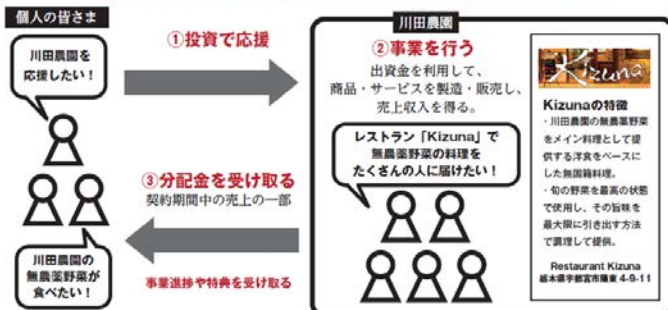 個人の皆さま
川田農園を
応援したい！
①投資で応援
③分配金を受け取る
契約期間中の売上の一部
川田農園の
無農薬野菜が
食べたい！
事業進捗や特典を受け取る
川田農園
②事業を行う
出資金を利用して、
商品・サービスを製造・販売し、
売上収入を得る。
レストラン「Kizuna」で
無農薬野菜の料理を
たくさんの人に届けたい！
Kizuna
Kizunaの特徴
・川田農園の無農薬野菜
をメイン料理として提
供する洋食をベースに
した無国籍料理。
・旬の野菜を最高の状態
で使用し、その旨味を
最大限に引き出す方法
で調理して提供。
Restaurant Kizuna
栃木県宇都宮市陽東 4-9-11